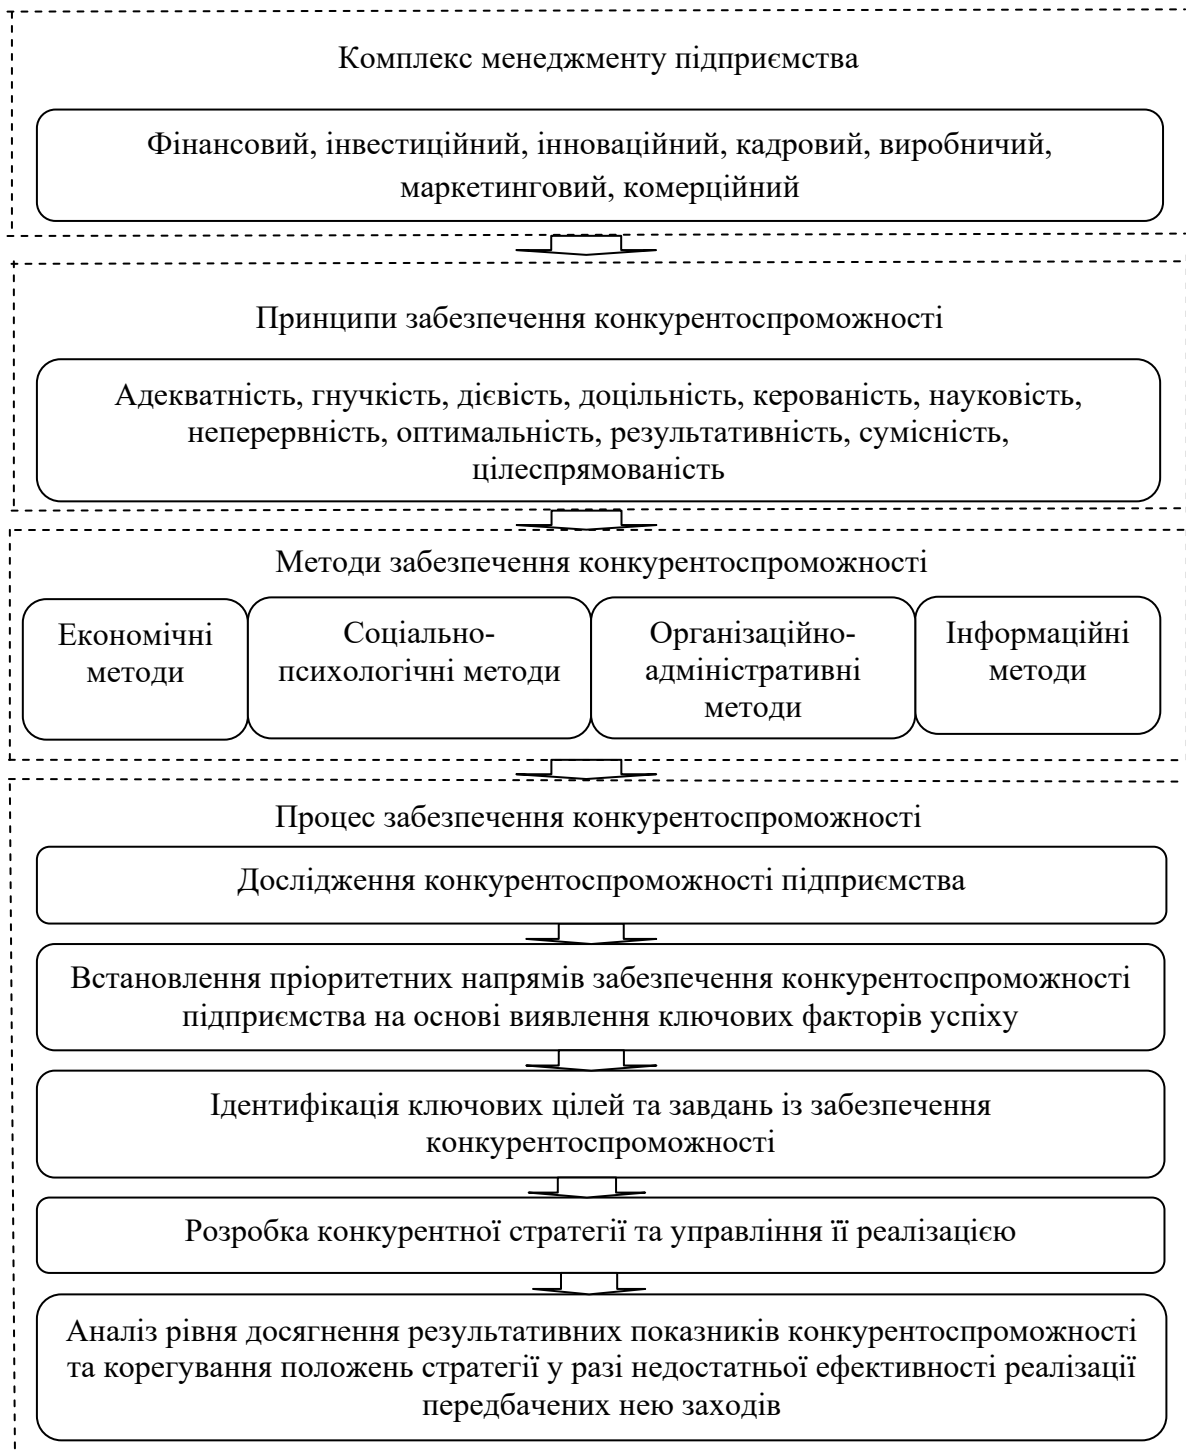 Комплекс менеджменту підприємства
Фінансовий, інвестиційний, інноваційний, кадровий, виробничий,
маркетинговий, комерційний
Принципи забезпечення конкурентоспроможності
Адекватність, гнучкість, дієвість, доцільність, керованість, науковість,
неперервність, оптимальність, результативність, сумісність,
цілеспрямованість
Методи забезпечення конкурентоспроможності
Економічні
методи
Соціально-
психологічні методи
Організаційно-
адміністративні
методи
Інформаційні
методи
Процес забезпечення конкурентоспроможності
Дослідження конкурентоспроможності підприємства
Встановлення пріоритетних напрямів забезпечення конкурентоспроможності
підприємства на основі виявлення ключових факторів успіху
Ідентифікація ключових цілей та завдань із забезпечення
конкурентоспроможності
Розробка конкурентної стратегії та управління її реалізацією
Аналіз рівня досягнення результативних показників конкурентоспроможності
та корегування положень стратегії у разі недостатньої ефективності реалізації
передбачених нею заходів